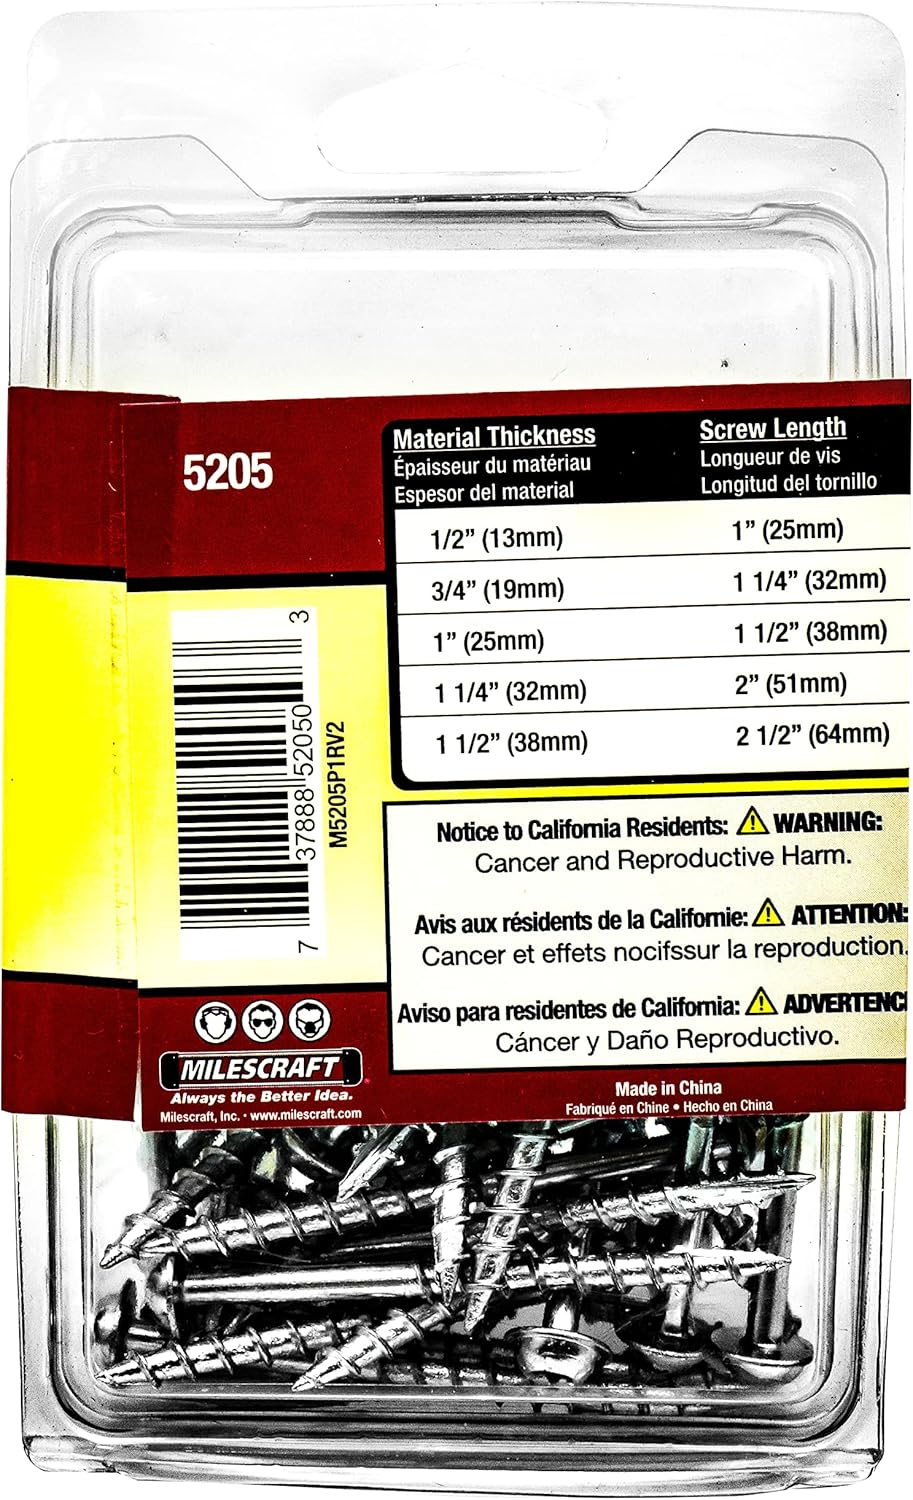 5205
Material Thickness Screw Length
Épaisseur du matériau Longueur de vis
Espesor del material Longitud del tornillo
1/2” (13mm) 1” (25mm)
3/4” (19mm) 1 1/4” (32mm)
1” (25mm) 1 1/2” (38mm)
1 1/4” (32mm) 2” (51mm)
1 1/2” (38mm) 2 1/2” (64mm)
7 37888 52050 3
M5205P1RV2
Notice to California Residents: ⚠ WARNING:
Cancer and Reproductive Harm.
Avis aux résidents de la Californie: ⚠ ATTENTION:
Cancer et effets nocifssur la reproduction.
Aviso para residentes de California: ⚠ ADVERTENC
Cáncer y Daño Reproductivo.
MILESCRAFT
Always the Better Idea.
Milescraft, Inc. • www.milescraft.com
Made in China
Fabriqué en Chine • Hecho en China